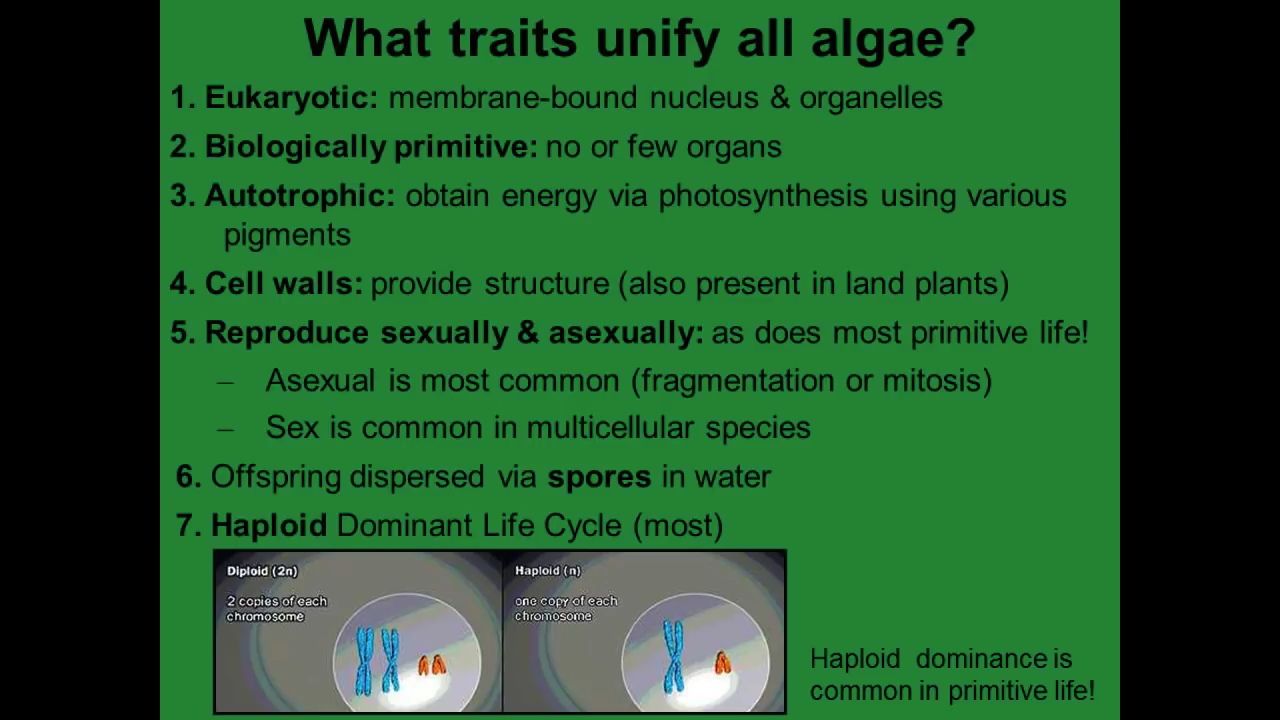 What traits unify all algae?
1. Eukaryotic: membrane-bound nucleus & organelles
2. Biologically primitive: no or few organs
3. Autotrophic: obtain energy via photosynthesis using various
pigments
4. Cell walls: provide structure (also present in land plants)
5. Reproduce sexually & asexually: as does most primitive life!
– Asexual is most common (fragmentation or mitosis)
– Sex is common in multicellular species
6. Offspring dispersed via spores in water
7. Haploid Dominant Life Cycle (most)
Diploid (2n)
2 copies of each
chromosome
Haploid (n)
one copy of each
chromosome
Haploid dominance is
common in primitive life!